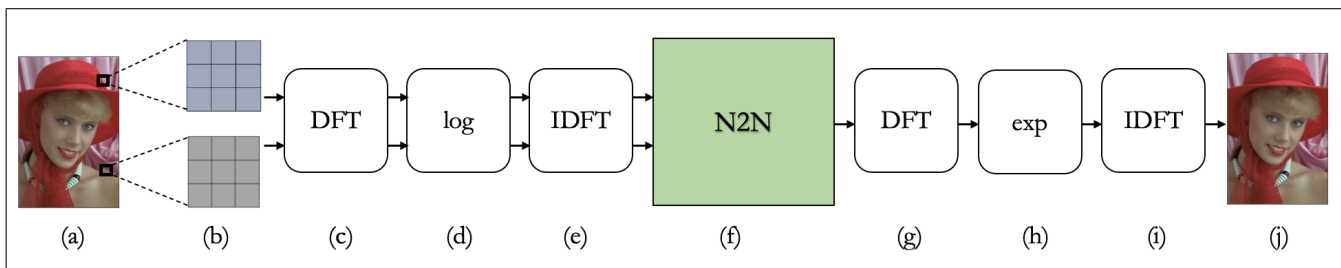 DFT
log
IDFT
N2N
DFT
exp
IDFT
(a) (b) (c) (d) (e) (f) (g) (h) (i) (j)